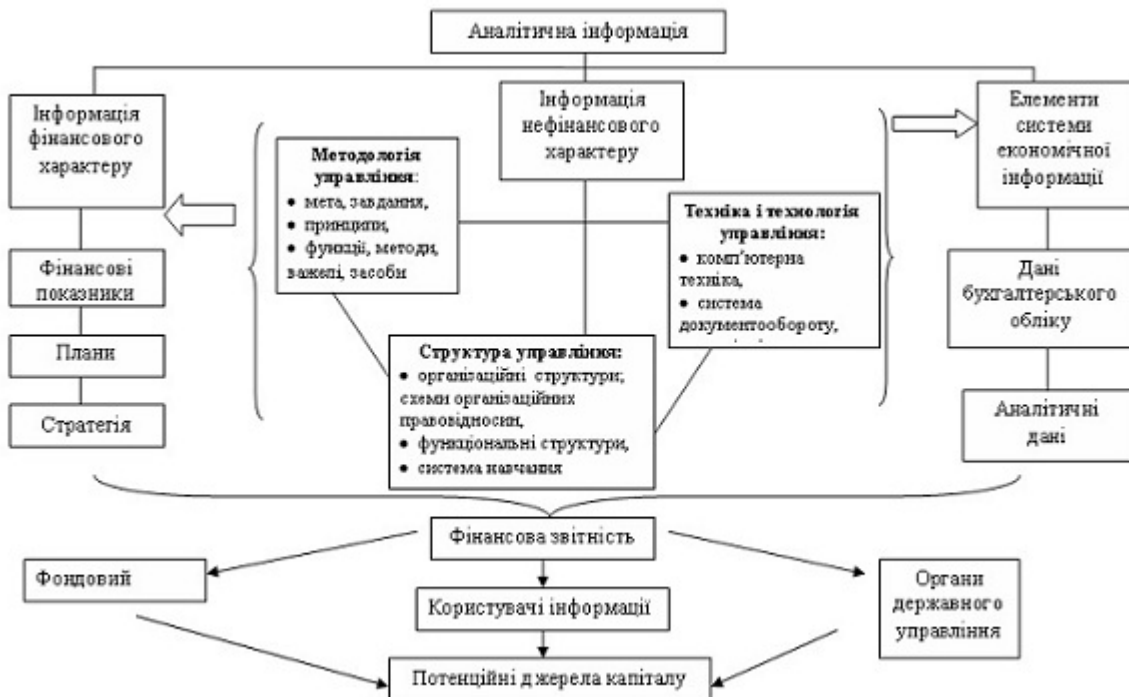 Аналітична інформація
Інформація
фінансового
характеру
Інформація
нефінансового
характеру
Елементи
системи
економічної
інформації
Методологія
управління:
● мета, завдання,
● принципи,
● функції, методи,
важелі, засоби
Техніка і технологія
управління:
● комп'ютерна
техніка,
● система
документообороту,
Фінансові
показники
Дані
бухгалтерського
обліку
Плани
Структура управління:
● організаційні структури;
схеми організаційних
правовідносин,
● функціональні структури,
● система навчання
Стратегія
Аналітичні
дані
Фінансова звітність
Фондовий
Користувачі інформації
Органи
державного
управління
Потенційні джерела капіталу